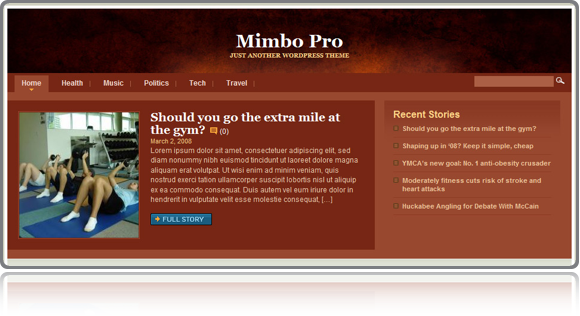 Mimbo Pro
JUST ANOTHER WORDPRESS THEME
Home Health | Music | Politics | Tech | Travel |
Should you go the extra mile at
the gym? (0)
March 2, 2008
Lorem ipsum dolor sit amet, consectetuer adipiscing elit, sed
diam nonummy nibh euismod tincidunt ut laoreet dolore magna
aliquam erat volutpat. Ut wisi enim ad minim veniam, quis
nostrud exerci tation ullamcorper suscipit lobortis nisl ut aliquip
ex ea commodo consequat. Duis autem vel eum iriure dolor in
hendrerit in vulputate velit esse molestie consequat, [...]
FULL STORY
Recent Stories
Should you go the extra mile at the gym?
Shaping up in '08? Keep it simple, cheap
YMCA's new goal: No. 1 anti-obesity crusader
Moderately fitness cuts risk of stroke and
heart attacks
Huckabee Angling for Debate With McCain